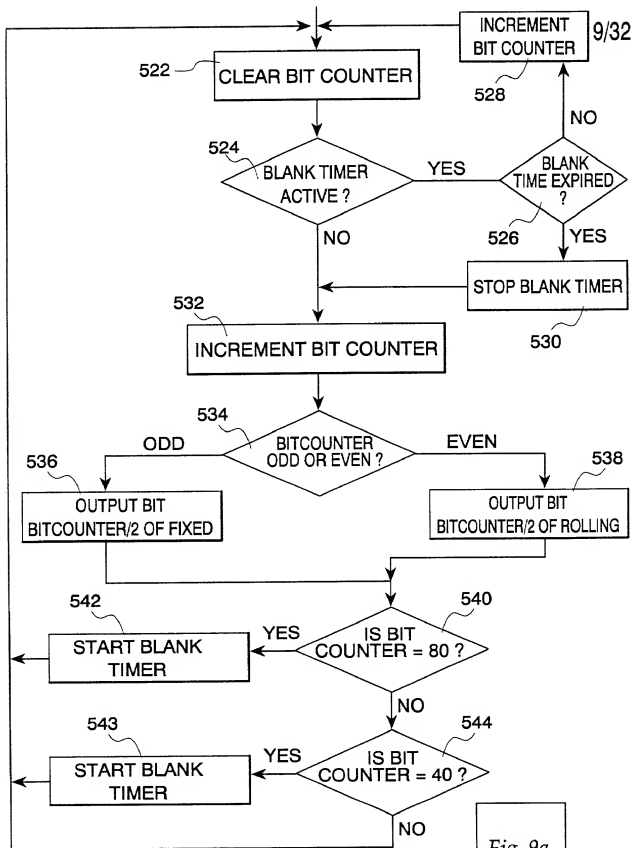 INCREMENT
BIT COUNTER
9/32
528
522
CLEAR BIT COUNTER
NO
524
BLANK TIMER
ACTIVE ?
YES
BLANK
TIME EXPIRED
?
526
YES
NO
STOP BLANK TIMER
530
532
INCREMENT BIT COUNTER
534
BITCOUNTER
ODD OR EVEN ?
ODD
EVEN
536
OUTPUT BIT
BITCOUNTER/2 OF FIXED
538
OUTPUT BIT
BITCOUNTER/2 OF ROLLING
540
IS BIT
COUNTER = 80 ?
YES
542
START BLANK
TIMER
NO
544
IS BIT
COUNTER = 40 ?
YES
543
START BLANK
TIMER
NO
Fig. 9a